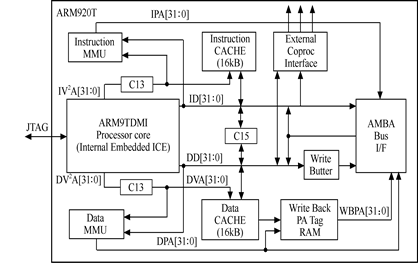 ARM920T
IPA[31:0]
Instruction
MMU
Instruction
CACHE
(16kB)
External
Coproc
Interface
C13
IV²A[31:0]
ID[31:0]
ARM9TDMI
Processor core
(Internal Embedded ICE)
JTAG
C15
AMBA
Bus
I/F
DD[31:0]
Write
Butter
DV²A[31:0]
C13
DVA[31:0]
Data
MMU
Data
CACHE
(16kB)
Write Back
PA Tag
RAM
WBPA[31:0]
DPA[31:0]